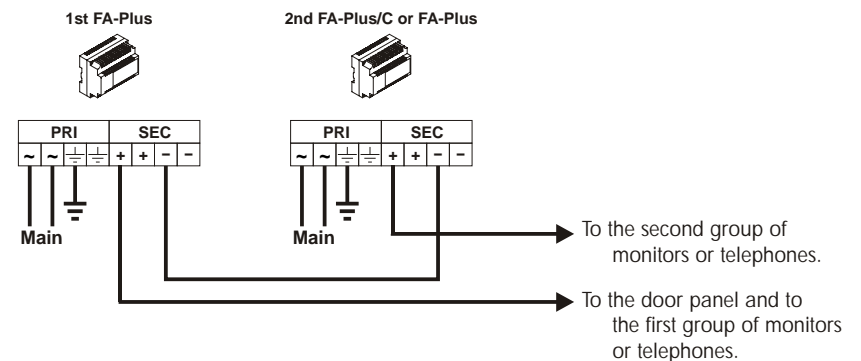 1st FA-Plus
2nd FA-Plus/C or FA-Plus
PRI SEC
~ ~ + + − −
Main
PRI SEC
~ ~ + + − −
Main
To the second group of
monitors or telephones.
To the door panel and to
the first group of monitors
or telephones.